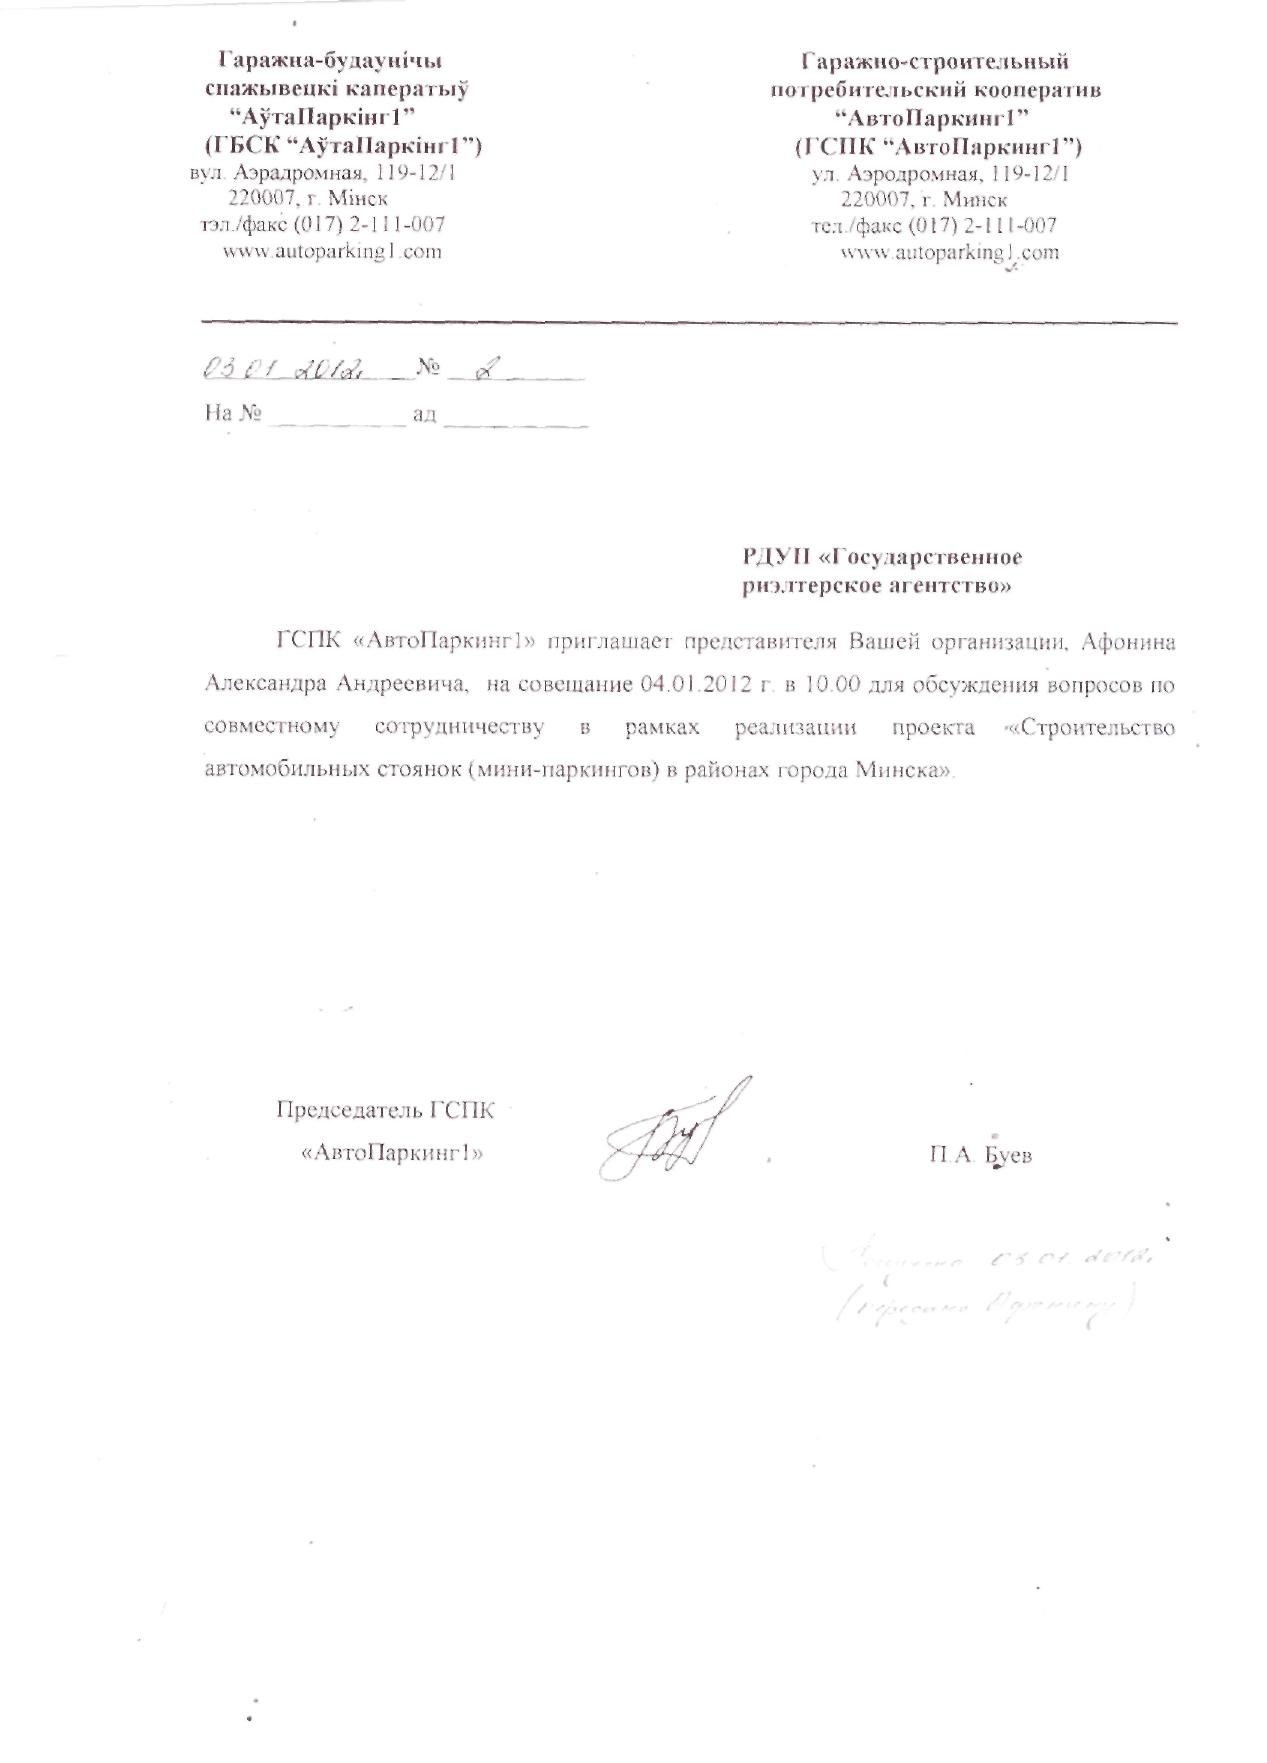 Гаражна-будаунічы
спажывецкі каператыў
“АўтаПаркінг1”
(ГБСК “АўтаПаркінг1”)
вул. Аэрадромная, 119-12/1
220007, г. Мінск
тэл./факс (017) 2-111-007
www.autoparking1.com
Гаражно-строительный
потребительский кооператив
“АвтоПаркинг1”
(ГСПК “АвтоПаркинг1”)
ул. Аэродромная, 119-12/1
220007, г. Минск
тел./факс (017) 2-111-007
www.autoparking1.com
03 01 2012. № 2
На № ____________ ад ____________
РДУП «Государственное
риэлтерское агентство»
ГСПК «АвтоПаркинг1» приглашает представителя Вашей организации, Афонина
Александра Андреевича, на совещание 04.01.2012 г. в 10.00 для обсуждения вопросов по
совместному сотрудничеству в рамках реализации проекта «Строительство
автомобильных стоянок (мини-паркингов) в районах города Минска».
Председатель ГСПК
«АвтоПаркинг1»
П.А. Буев
03 01 2012.
(передано